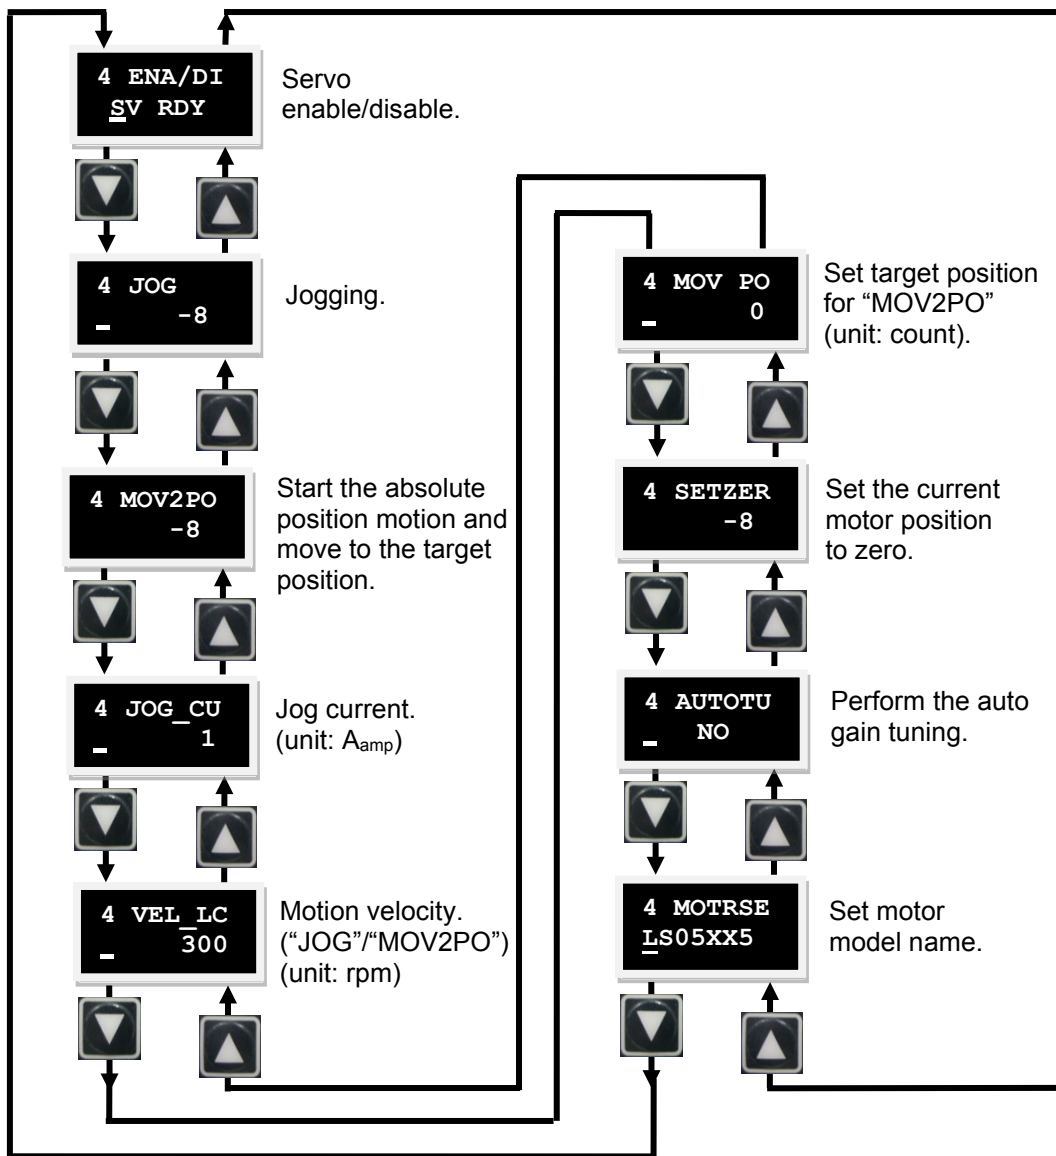 4 ENA/DI
SV RDY
Servo
enable/disable.
4 JOG
-8
Jogging.
4 MOV2PO
-8
Start the absolute
position motion and
move to the target
position.
4 JOG_CU
1
Jog current.
(unit: Aamp)
4 VEL_LC
300
Motion velocity.
(“JOG”/“MOV2PO”)
(unit: rpm)
4 MOV PO
0
Set target position
for “MOV2PO”
(unit: count).
4 SETZER
-8
Set the current
motor position
to zero.
4 AUTOTU
NO
Perform the auto
gain tuning.
4 MOTRSE
LS05XX5
Set motor
model name.